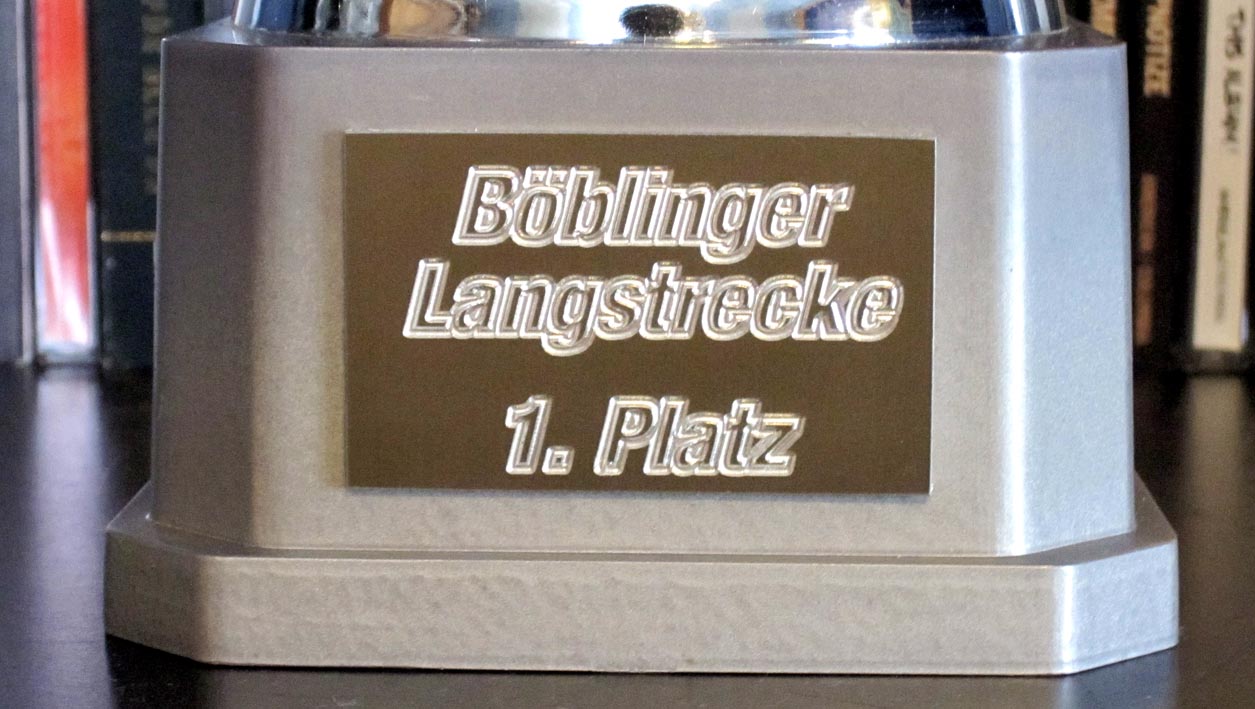 Böblinger
Langstrecke
1. Platz